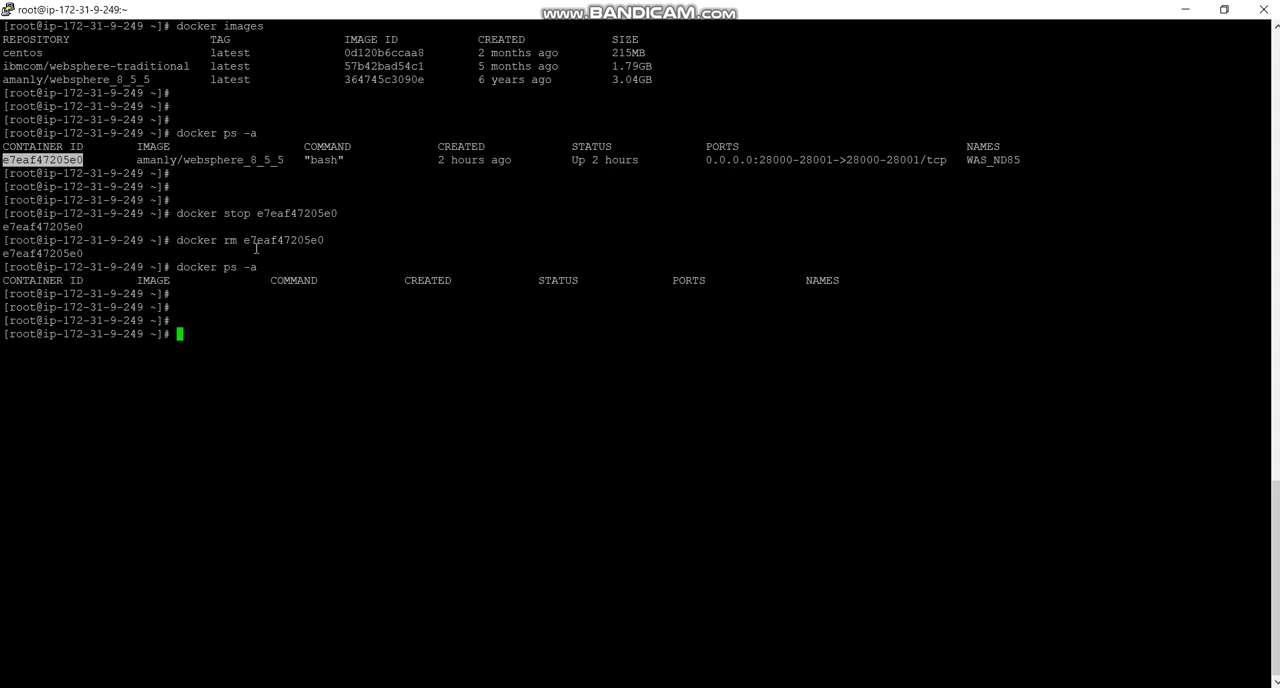 root@ip-172-31-9-249:~
www.BANDICAM.com
[root@ip-172-31-9-249 ~]# docker images
REPOSITORY TAG IMAGE ID CREATED SIZE
centos latest 0d120b6ccaa8 2 months ago 215MB
ibmcom/websphere-traditional latest 57b42bad54c1 5 months ago 1.79GB
amanly/websphere_8_5_5 latest 364745c3090e 6 years ago 3.04GB
[root@ip-172-31-9-249 ~]#
[root@ip-172-31-9-249 ~]#
[root@ip-172-31-9-249 ~]#
[root@ip-172-31-9-249 ~]# docker ps -a
CONTAINER ID IMAGE COMMAND CREATED STATUS PORTS NAMES
e7eaf47205e0 amanly/websphere_8_5_5 "bash" 2 hours ago Up 2 hours 0.0.0.0:28000-28001->28000-28001/tcp WAS_ND85
[root@ip-172-31-9-249 ~]#
[root@ip-172-31-9-249 ~]#
[root@ip-172-31-9-249 ~]#
[root@ip-172-31-9-249 ~]# docker stop e7eaf47205e0
e7eaf47205e0
[root@ip-172-31-9-249 ~]# docker rm e7eaf47205e0
e7eaf47205e0
[root@ip-172-31-9-249 ~]# docker ps -a
CONTAINER ID IMAGE COMMAND CREATED STATUS PORTS NAMES
[root@ip-172-31-9-249 ~]#
[root@ip-172-31-9-249 ~]#
[root@ip-172-31-9-249 ~]#
[root@ip-172-31-9-249 ~]#